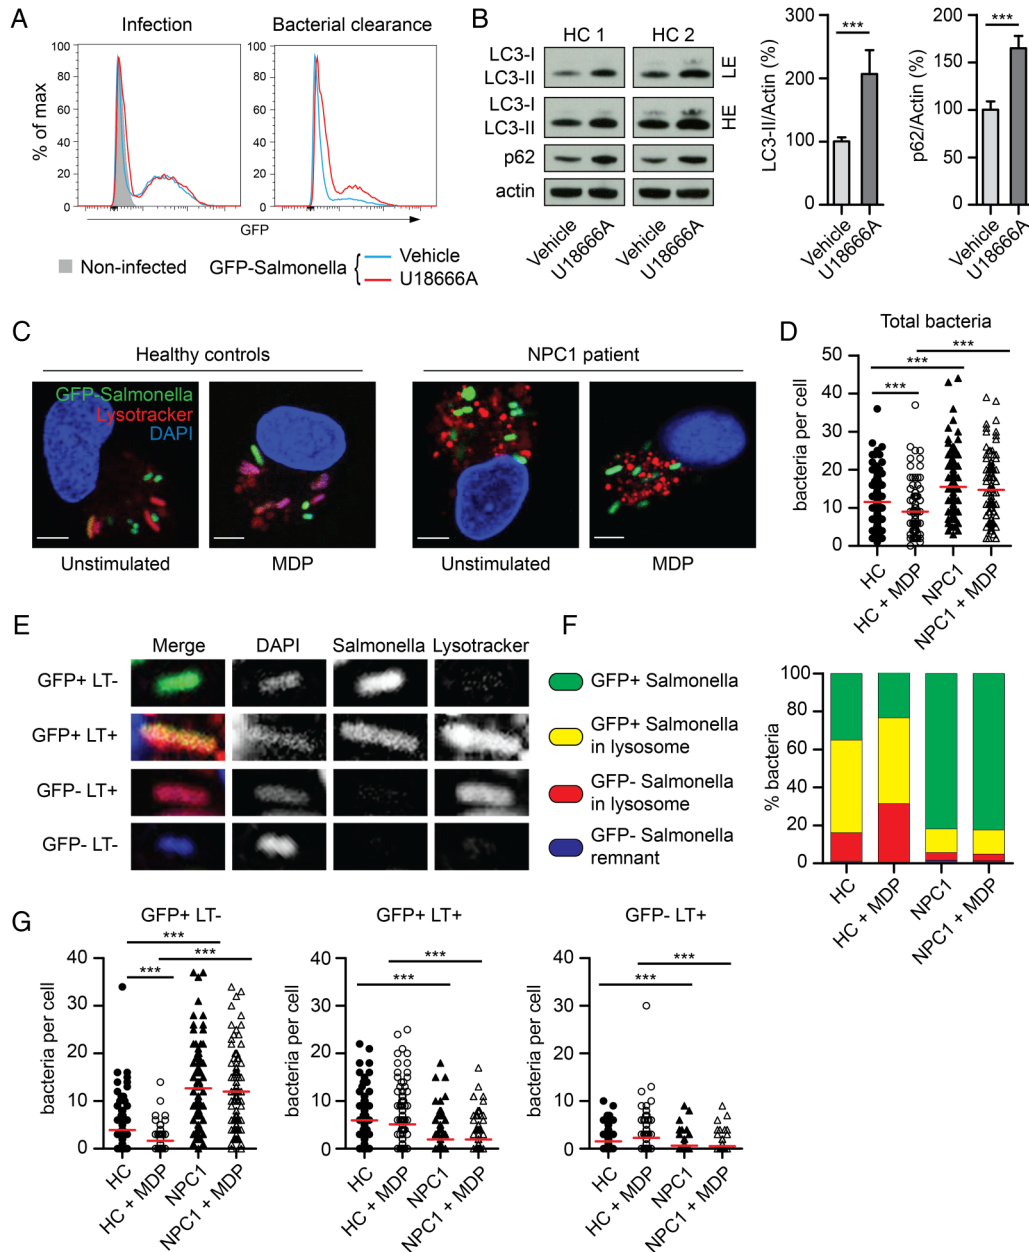 A
Infection
Bacterial clearance
% of max
100
80
60
40
20
0
100
80
60
40
20
0
GFP
Non-infected
GFP-Salmonella
Vehicle
U18666A
B
HC 1
HC 2
LC3-I
LC3-II
LE
LC3-I
LC3-II
HE
p62
actin
Vehicle
U18666A
Vehicle
U18666A
LC3-II/Actin (%)
300
200
100
0
***
Vehicle
U18666A
p62/Actin (%)
200
150
100
50
0
***
Vehicle
U18666A
C
Healthy controls
NPC1 patient
GFP-Salmonella
Lysotracker
DAPI
Unstimulated
MDP
Unstimulated
MDP
D
Total bacteria
***
***
***
bacteria per cell
50
40
30
20
10
0
HC
HC + MDP
NPC1
NPC1 + MDP
E
Merge
DAPI
Salmonella
Lysotracker
GFP+ LT-
GFP+ LT+
GFP- LT+
GFP- LT-
F
GFP+ Salmonella
GFP+ Salmonella
in lysosome
GFP- Salmonella
in lysosome
GFP- Salmonella
remnant
% bacteria
100
80
60
40
20
0
HC
HC + MDP
NPC1
NPC1 + MDP
G
GFP+ LT-
***
***
***
bacteria per cell
40
30
20
10
0
HC
HC + MDP
NPC1
NPC1 + MDP
GFP+ LT+
***
***
bacteria per cell
40
30
20
10
0
HC
HC + MDP
NPC1
NPC1 + MDP
GFP- LT+
***
***
bacteria per cell
40
30
20
10
0
HC
HC + MDP
NPC1
NPC1 + MDP